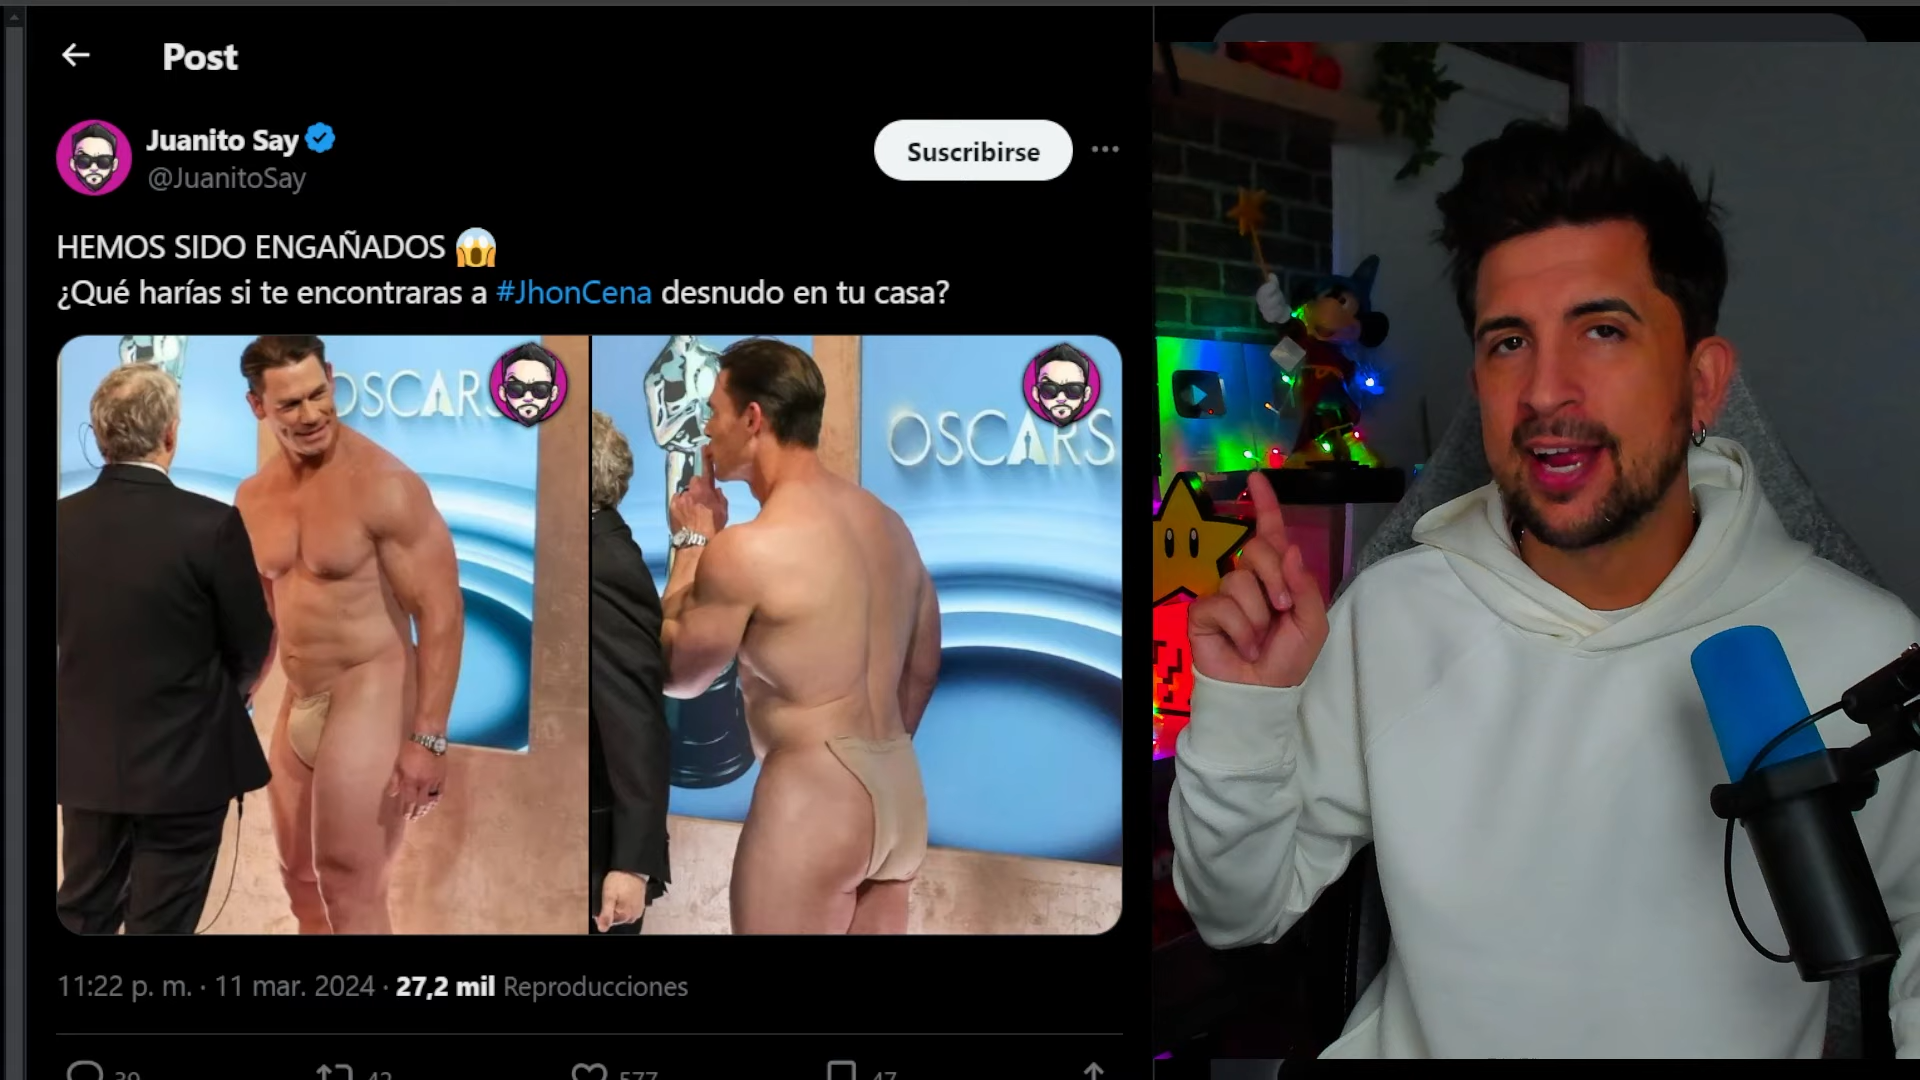 Post
Juanito Say
@JuanitoSay
Suscribirse
HEMOS SIDO ENGAÑADOS 😱
¿Qué harías si te encontraras a #JhonCena desnudo en tu casa?
OSCARS
OSCARS
11:22 p. m. · 11 mar. 2024 · 27,2 mil Reproducciones